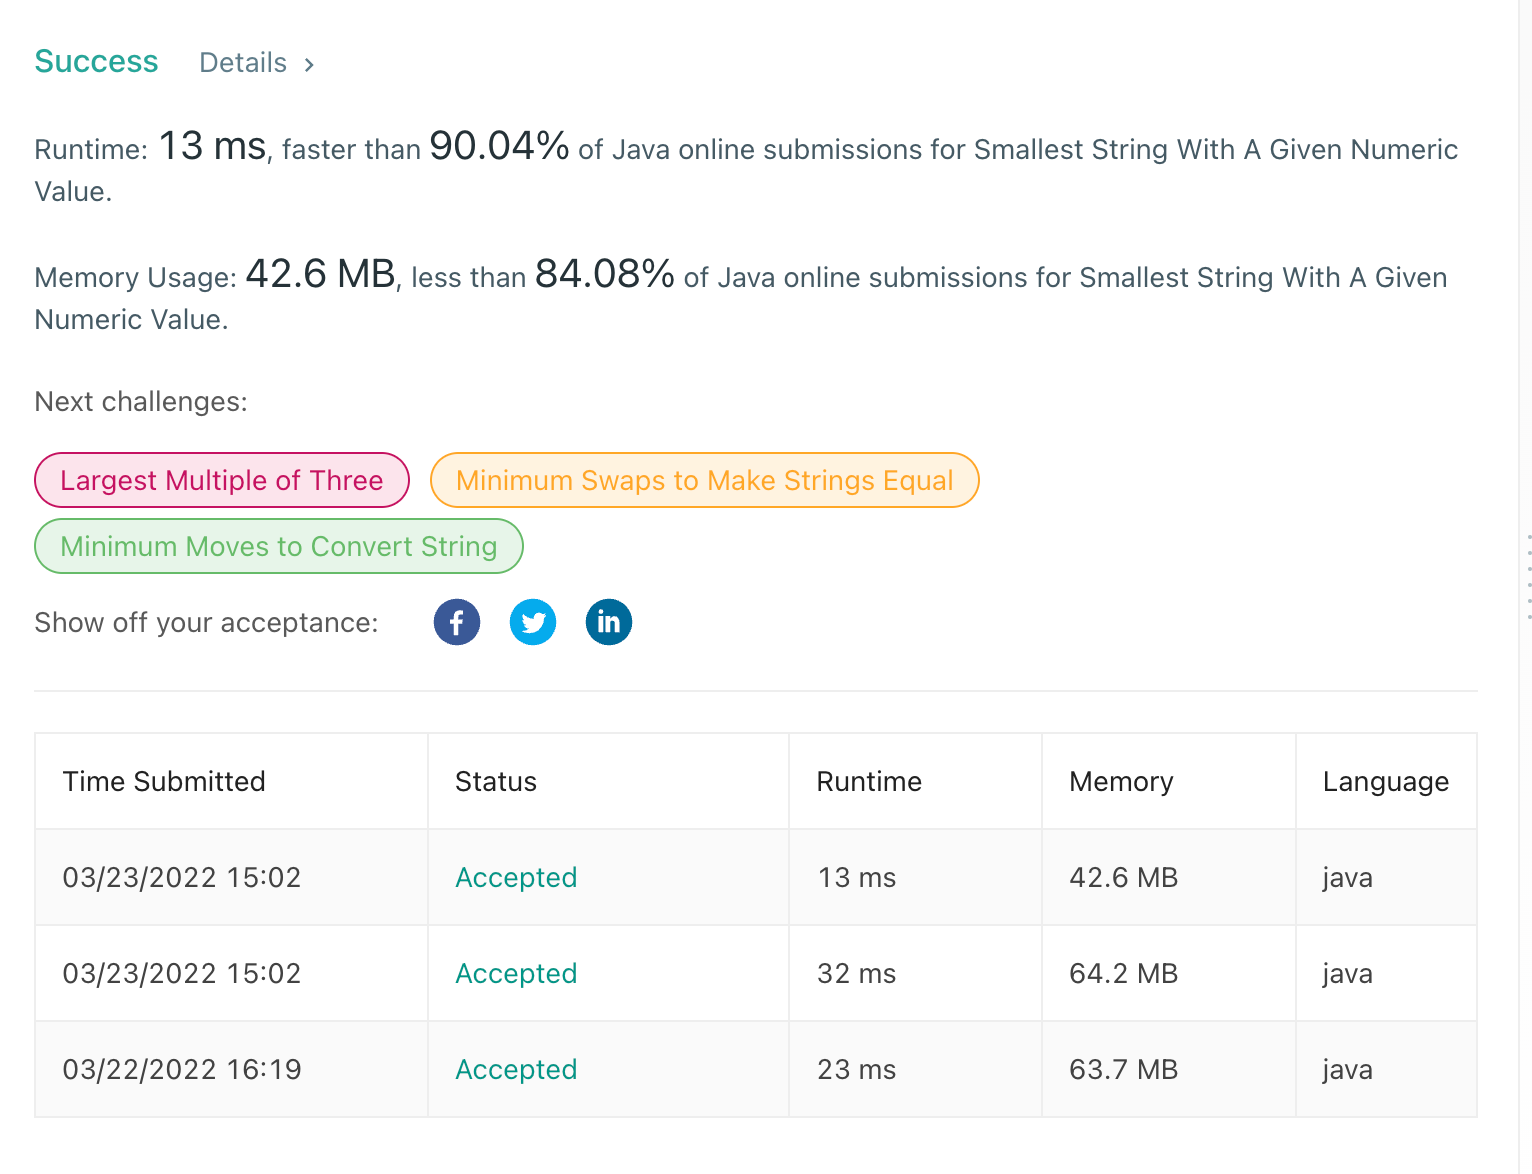 Success Details >
Runtime: 13 ms, faster than 90.04% of Java online submissions for Smallest String With A Given Numeric
Value.
Memory Usage: 42.6 MB, less than 84.08% of Java online submissions for Smallest String With A Given
Numeric Value.
Next challenges:
Largest Multiple of Three Minimum Swaps to Make Strings Equal
Minimum Moves to Convert String
Show off your acceptance: f in
Time Submitted Status Runtime Memory Language
03/23/2022 15:02 Accepted 13 ms 42.6 MB java
03/23/2022 15:02 Accepted 32 ms 64.2 MB java
03/22/2022 16:19 Accepted 23 ms 63.7 MB java